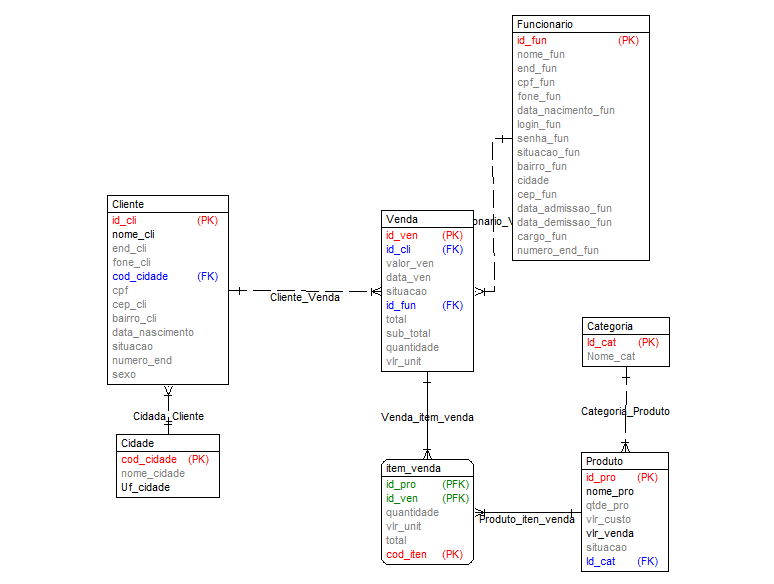 Funcionario
id_fun (PK)
nome_fun
end_fun
cpf_fun
fone_fun
data_nacimento_fun
login_fun
senha_fun
situacao_fun
bairro_fun
cidade
cep_fun
data_admissao_fun
data_demissao_fun
cargo_fun
numero_end_fun
Cliente
id_cli (PK)
nome_cli
end_cli
fone_cli
cod_cidade (FK)
cpf
cep_cli
bairro_cli
data_nascimento
situacao
numero_end
sexo
Cliente_Venda
Venda
id_ven (PK)
id_cli (FK)
valor_ven
data_ven
situacao
id_fun (FK)
total
sub_total
quantidade
vlr_unit
onario_V
Categoria
Id_cat (PK)
Nome_cat
Cidada_Cliente
Venda_item_venda
Categoria_Produto
Cidade
cod_cidade (PK)
nome_cidade
Uf_cidade
item_venda
id_pro (PFK)
id_ven (PFK)
quantidade
vlr_unit
total
cod_iten (PK)
Produto_iten_venda
Produto
id_pro (PK)
nome_pro
qtde_pro
vlr_custo
vlr_venda
situacao
Id_cat (FK)